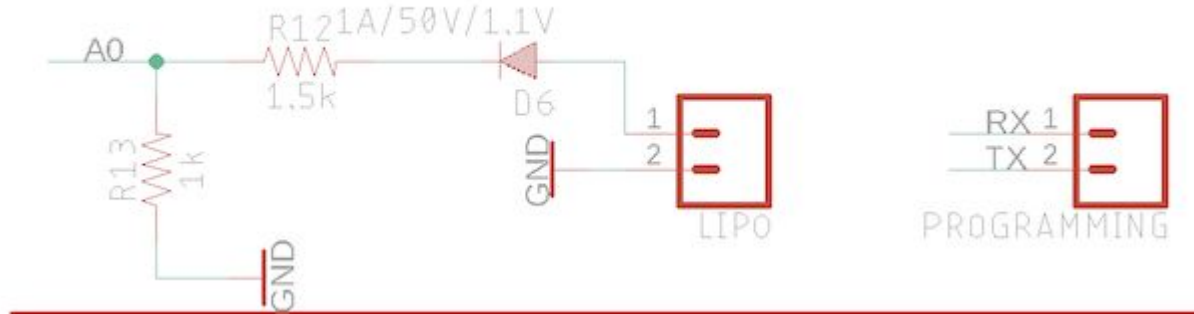 R12 1A/50V/1.1V
A0
1.5k
D6
R13
1k
GND
GND
1
2
LIPO
RX 1
TX 2
PROGRAMMING